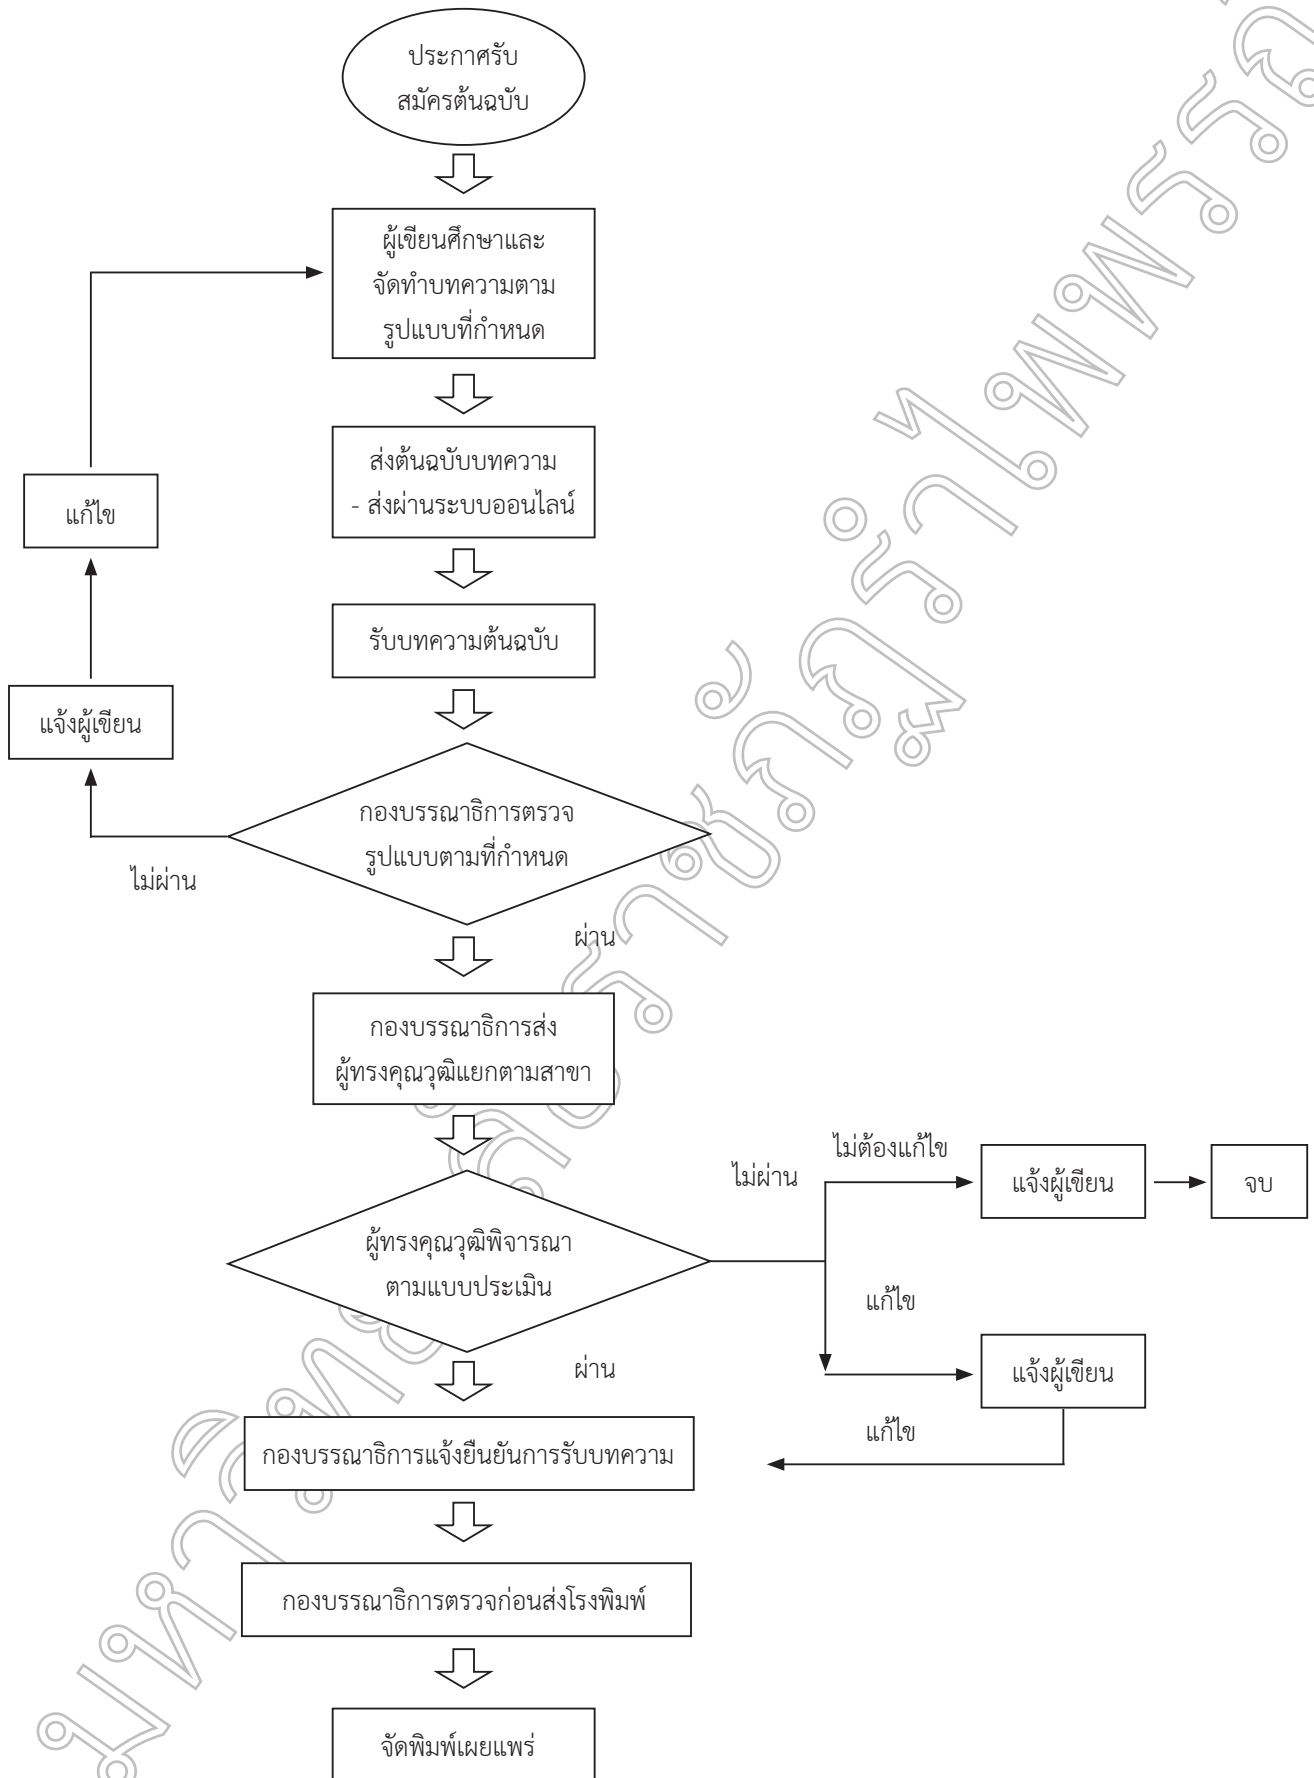 ประกาศรับ
สมัครต้นฉบับ
ผู้เขียนศึกษาและ
จัดทำบทความตาม
รูปแบบที่กำหนด
ส่งต้นฉบับบทความ
- ส่งผ่านระบบออนไลน์
แก้ไข
รับบทความต้นฉบับ
แจ้งผู้เขียน
กองบรรณาธิการตรวจ
รูปแบบตามที่กำหนด
ไม่ผ่าน
ผ่าน
กองบรรณาธิการส่ง
ผู้ทรงคุณวุฒิแยกตามสาขา
ไม่ผ่าน
ไม่ต้องแก้ไข
แจ้งผู้เขียน
จบ
ผู้ทรงคุณวุฒิพิจารณา
ตามแบบประเมิน
แก้ไข
แจ้งผู้เขียน
ผ่าน
แก้ไข
กองบรรณาธิการแจ้งยืนยันการรับบทความ
กองบรรณาธิการตรวจก่อนส่งโรงพิมพ์
จัดพิมพ์เผยแพร่